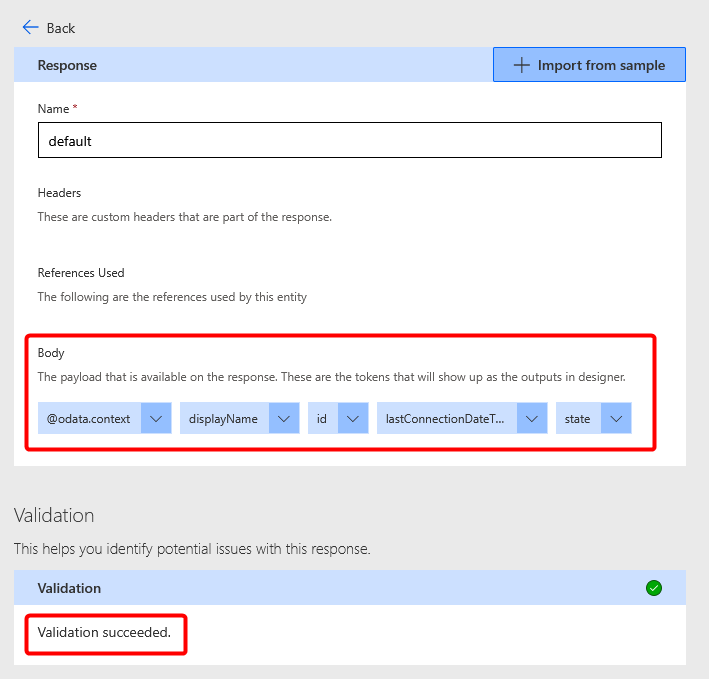 Back
Response
Import from sample
Name *
default
Headers
These are custom headers that are part of the response.
References Used
The following are the references used by this entity
Body
The payload that is available on the response. These are the tokens that will show up as the outputs in designer.
@odata.context displayName id lastConnectionDateT... state
Validation
This helps you identify potential issues with this response.
Validation
Validation succeeded.